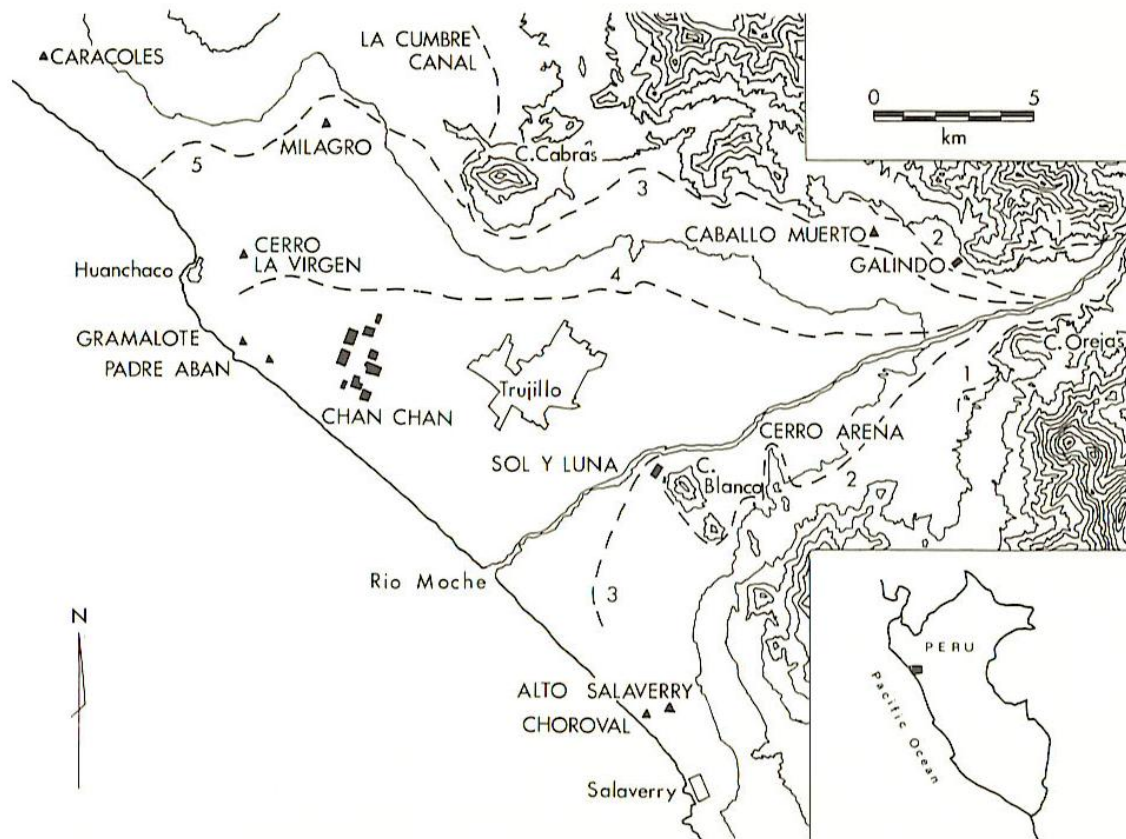 CARACOLES
LA CUMBRE
CANAL
0 5
km
MILAGRO
5
C. Cabras
3
1
2
CABALLO MUERTO
GALINDO
CERRO
LA VIRGEN
Huanchaco
4
GRAMALOTE
PADRE ABAN
CHAN CHAN
Trujillo
C. Orejas
1
CERRO ARENA
2
SOL Y LUNA
C.
Blanca
Rio Moche
3
N
ALTO SALAVERRY
CHOROVAL
Salaverry
PERU
Pacific Ocean